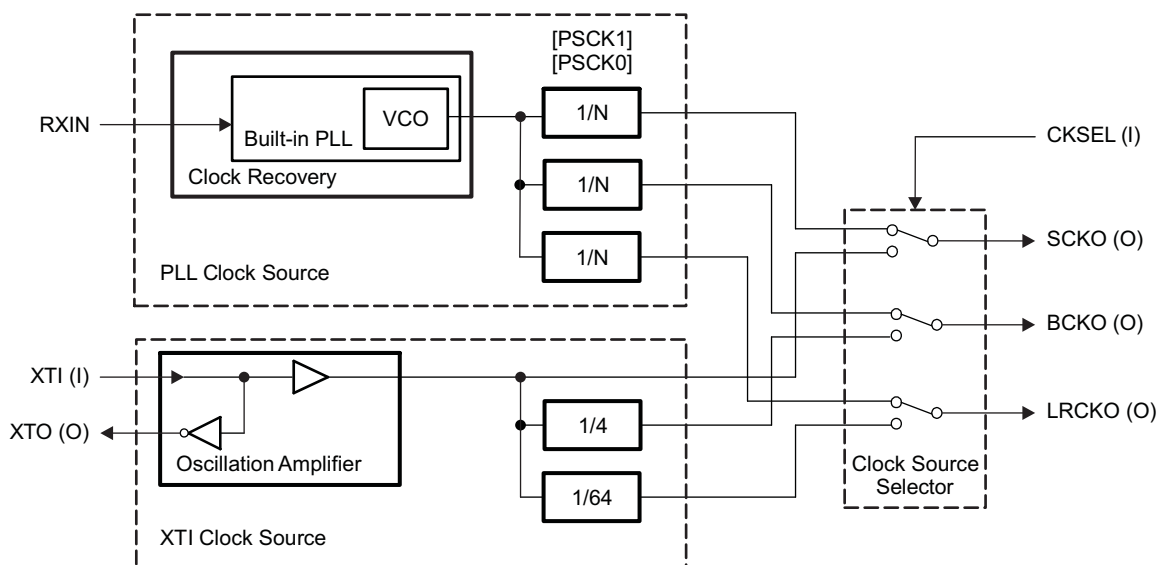 [PSCK1]
[PSCK0]
RXIN
VCO
Built-in PLL
Clock Recovery
1/N
1/N
1/N
PLL Clock Source
CKSEL (I)
SCKO (O)
BCKO (O)
LRCKO (O)
Clock Source
Selector
XTI (I)
XTO (O)
Oscillation Amplifier
1/4
1/64
XTI Clock Source